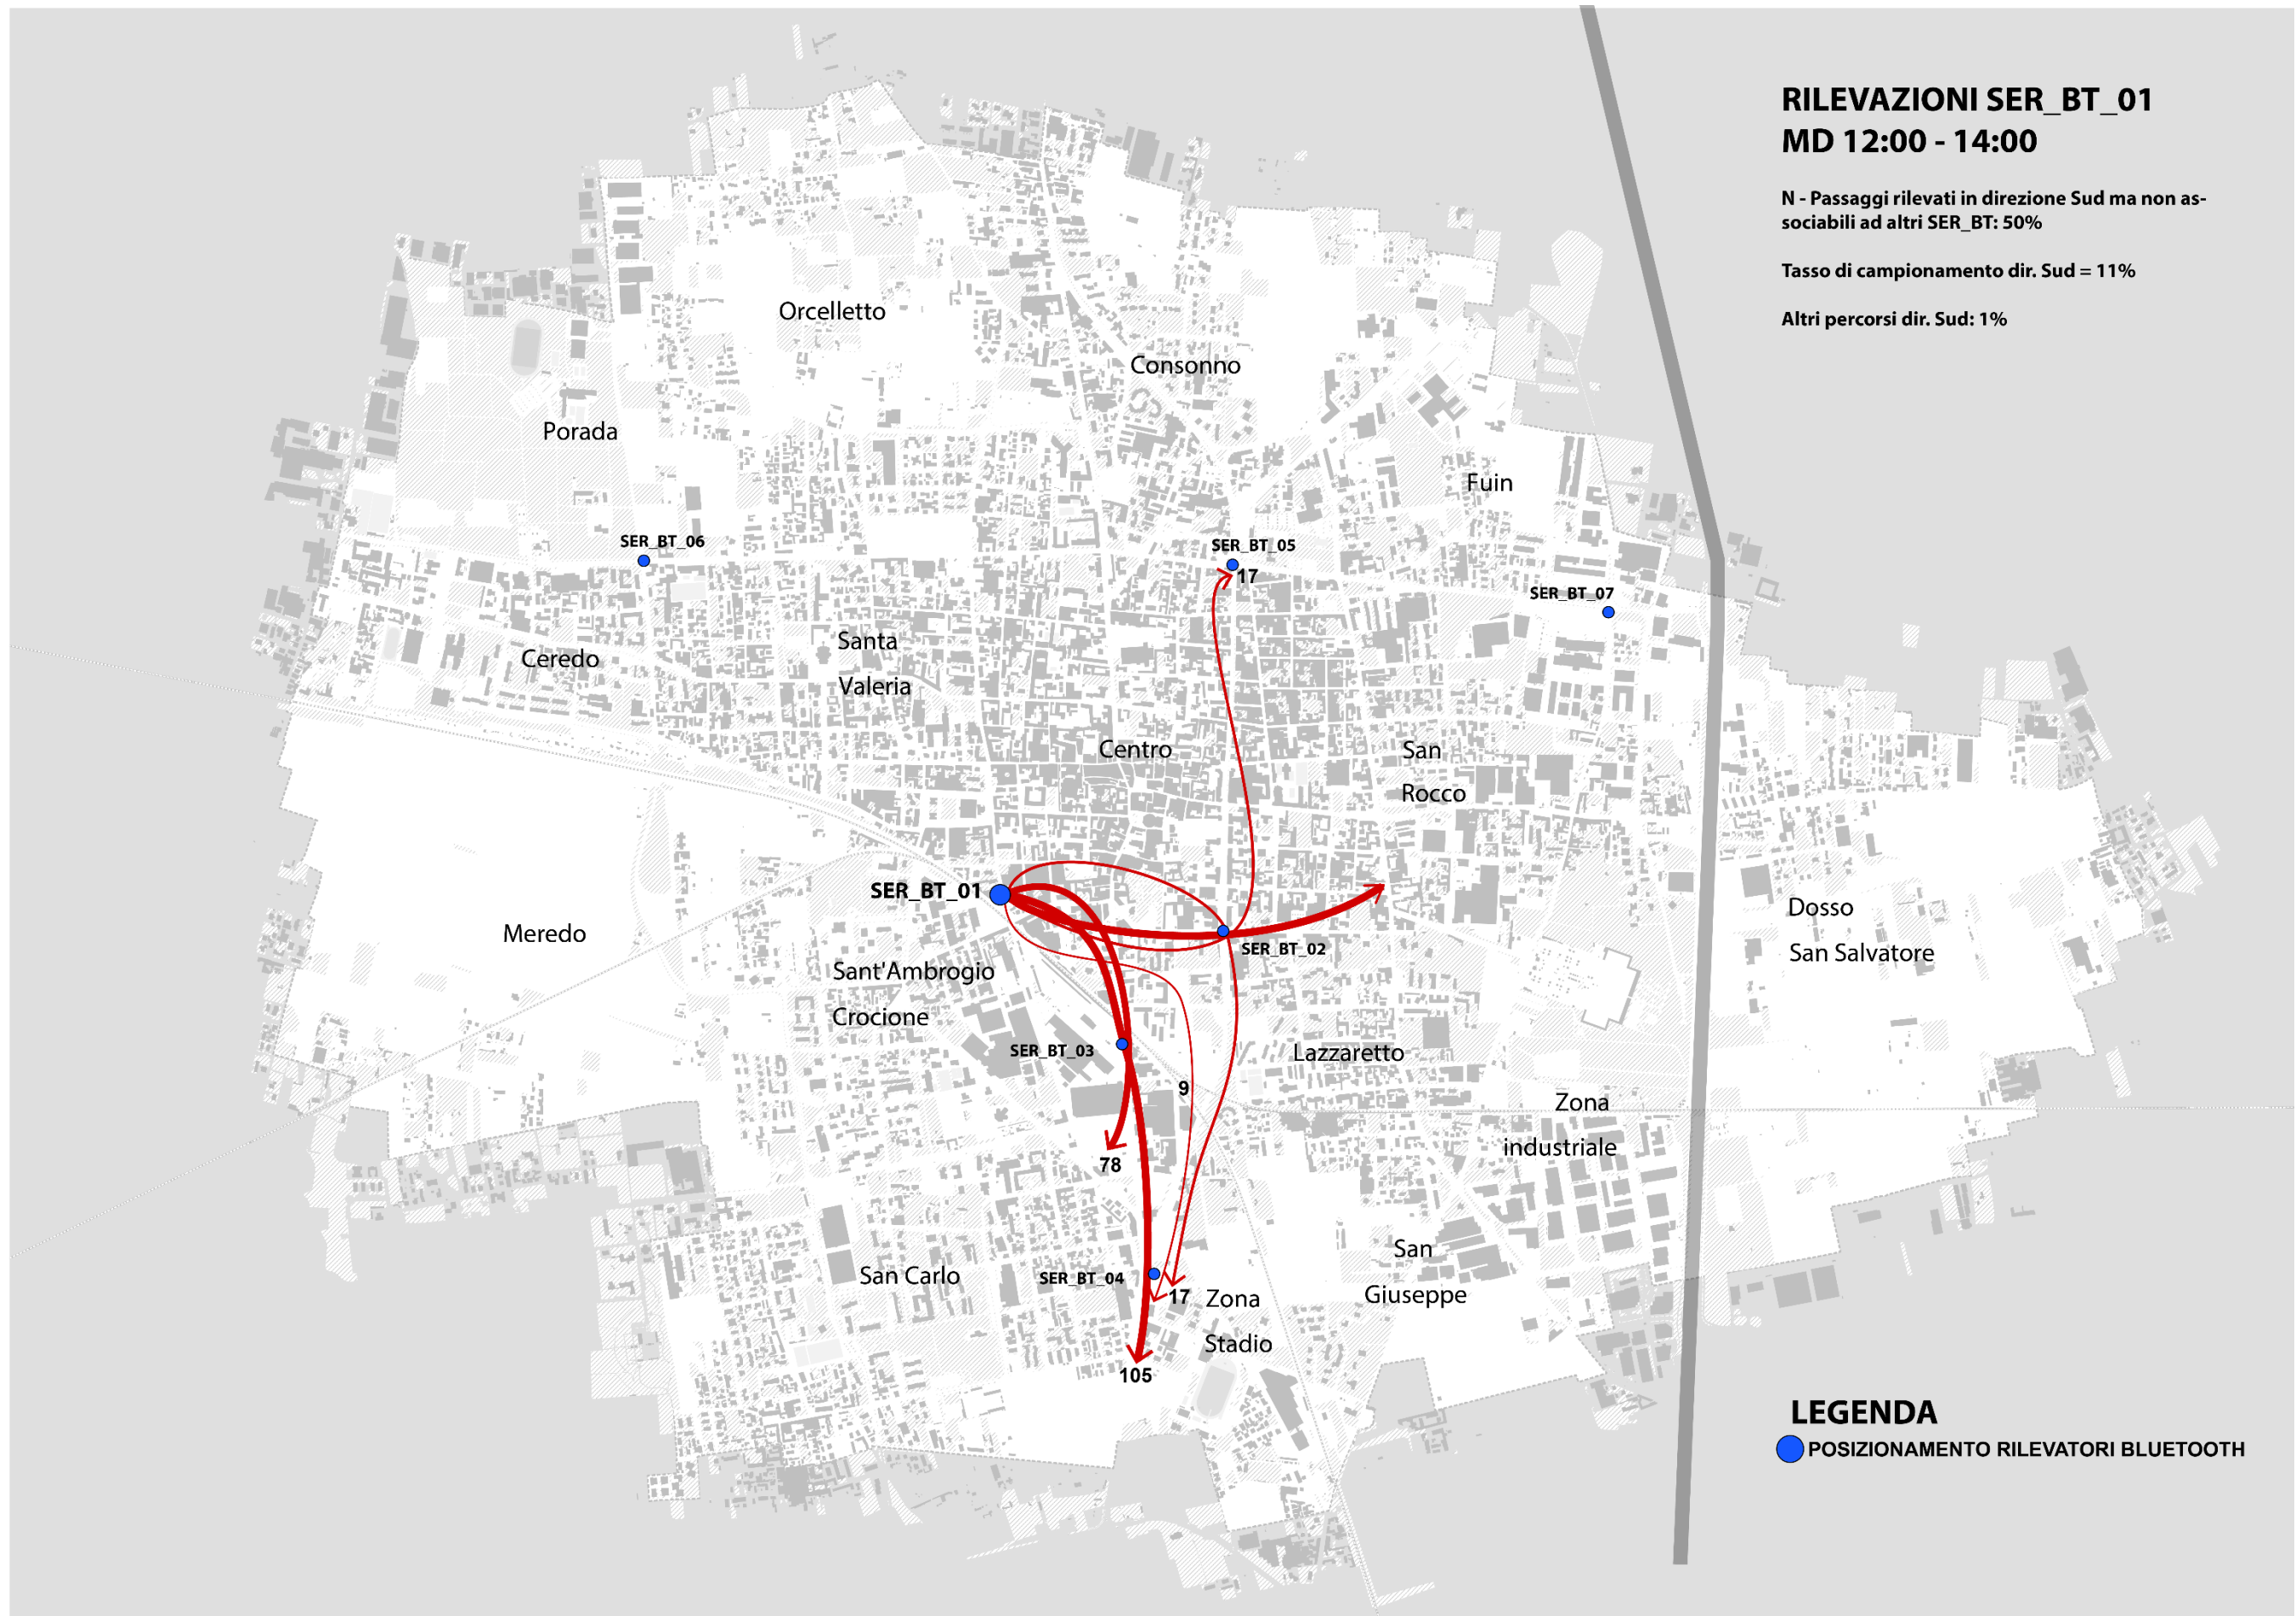 RILEVAZIONI SER_BT_01
MD 12:00 - 14:00
N - Passaggi rilevati in direzione Sud ma non as-
sociabili ad altri SER_BT: 50%
Tasso di campionamento dir. Sud = 11%
Altri percorsi dir. Sud: 1%
Orcelletto
Consonno
Porada
Fuin
SER_BT_06
SER_BT_05
17
SER_BT_07
Santa
Valeria
Ceredo
Centro
San
Rocco
SER_BT_01
Meredo
Dosso
San Salvatore
SER_BT_02
Sant'Ambrogio
Crocione
SER_BT_03
Lazzaretto
9
Zona
industriale
78
San
Giuseppe
San Carlo
SER_BT_04
17
Zona
Stadio
105
LEGENDA
POSIZIONAMENTO RILEVATORI BLUETOOTH